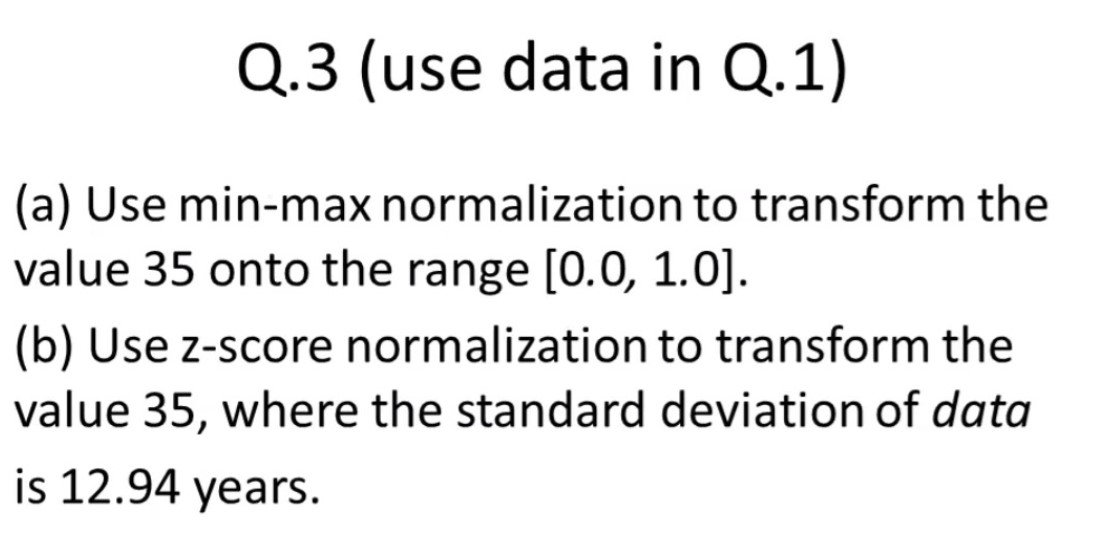 Q.3 (use data in Q.1)
(a) Use min-max normalization to transform the
value 35 onto the range [0.0, 1.0].
(b) Use z-score normalization to transform the
value 35, where the standard deviation of data
is 12.94 years.